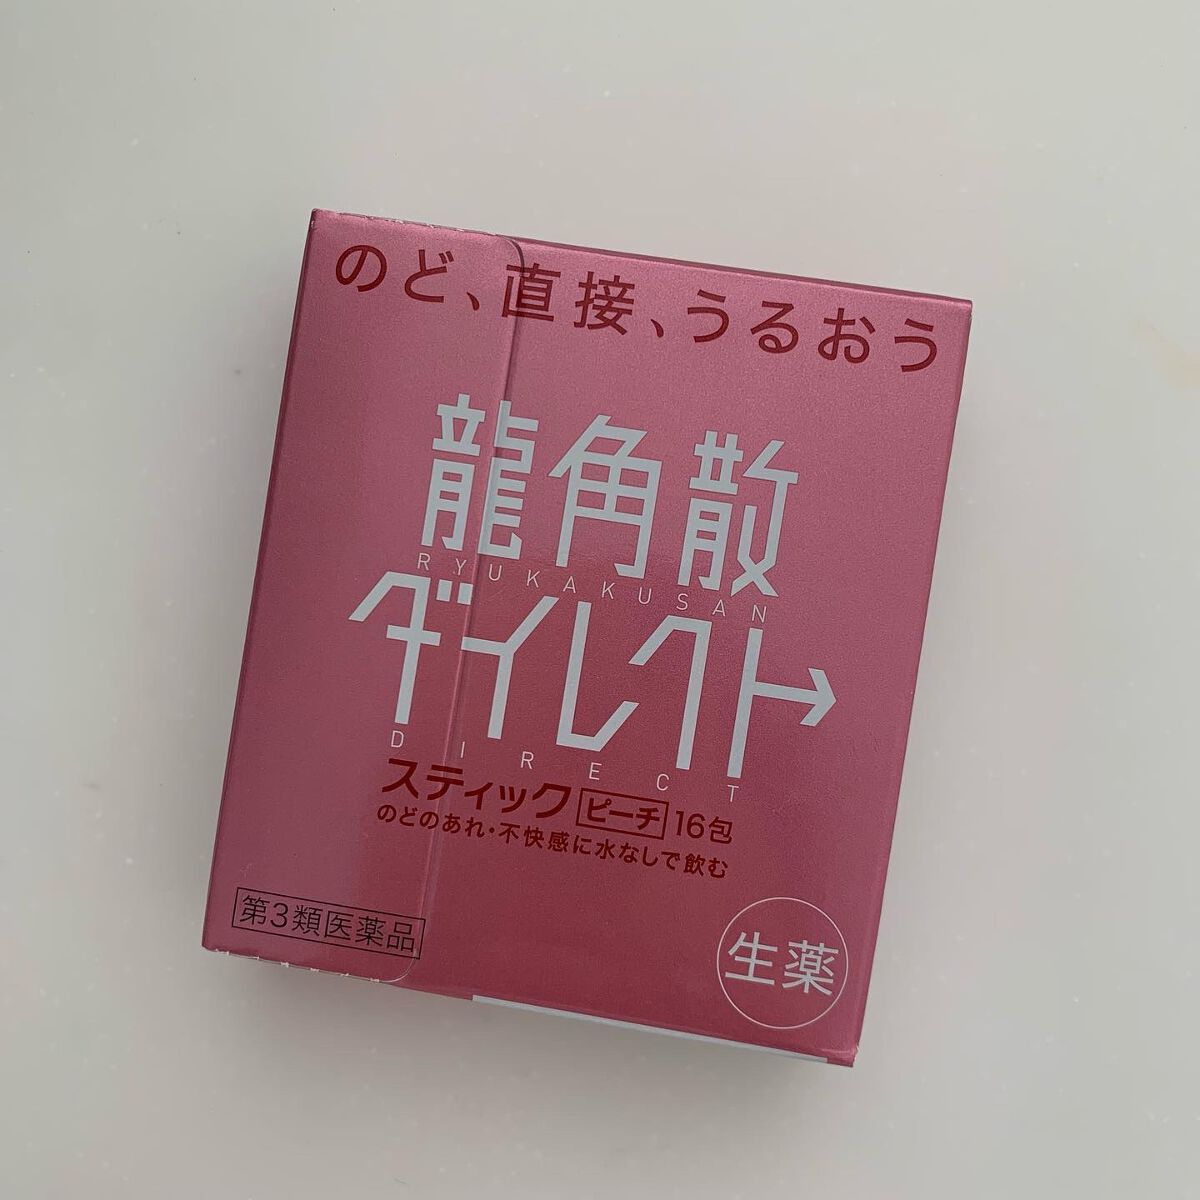 のど、直接、うるおう
龍角散
RYUKAKUSAN
ダイレクト
DIRECT
スティック ピーチ 16包
のどのあれ・不快感に水なしで飲む
第3類医薬品
生薬